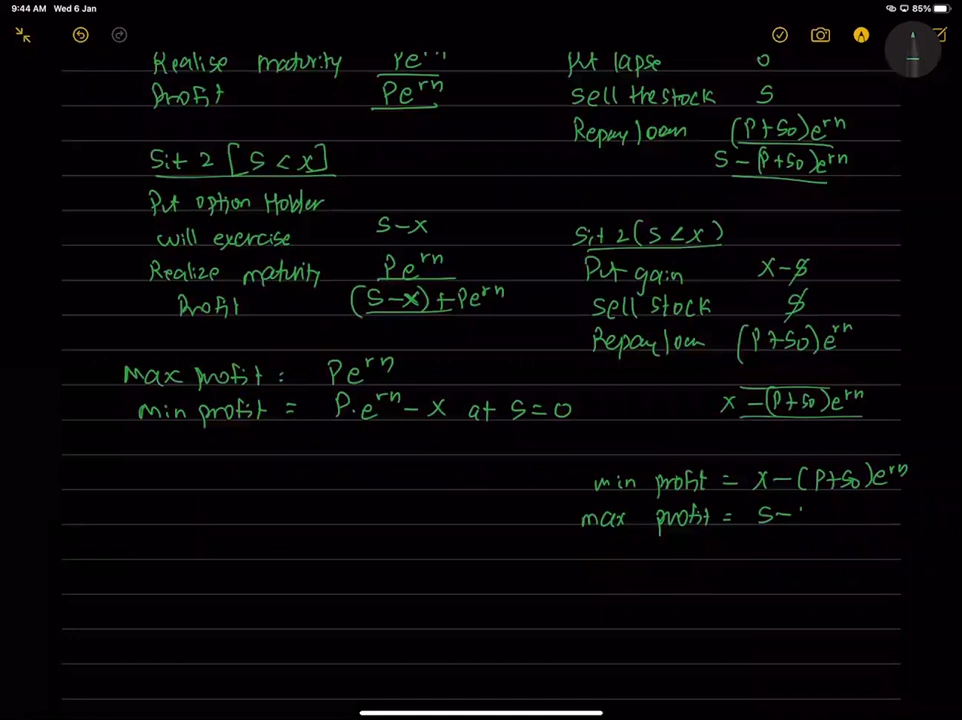 9:44 AM Wed 6 Jan
85%
Realise maturity Pe^rn
Profit Pe^rn
Sit 2 [S < x]
Put option Holder
will exercise S-x
Realize maturity Pe^rn
Profit (S-x)+Pe^rn
Max profit : Pe^rn
min profit = P.e^rn - x at s=0
Put lapse 0
Sell the stock S
Repay loan (P+S0)e^rn
S-(P+S0)e^rn
Sit 2 (S < x)
Put gain x-S
Sell stock S
Repay loan (P+S0)e^rn
x-(P+S0)e^rn
min profit = x-(P+S0)e^rn
max profit = S-